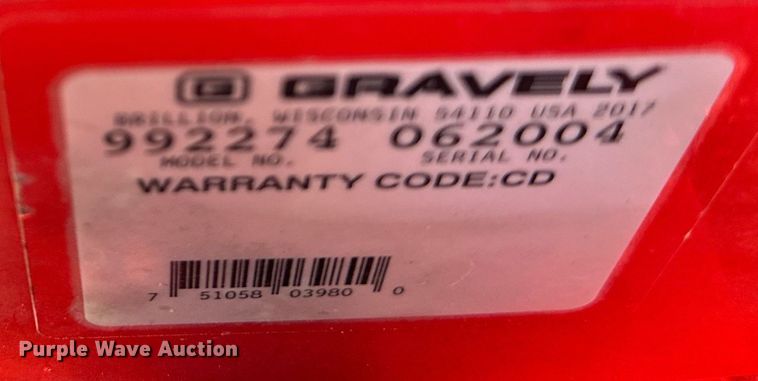 G GRAVELY
BRILLION, WISCONSIN 54110 USA 2017
992274 062004
MODEL NO. SERIAL NO.
WARRANTY CODE:CD
7 51058 03980 0
Purple Wave Auction